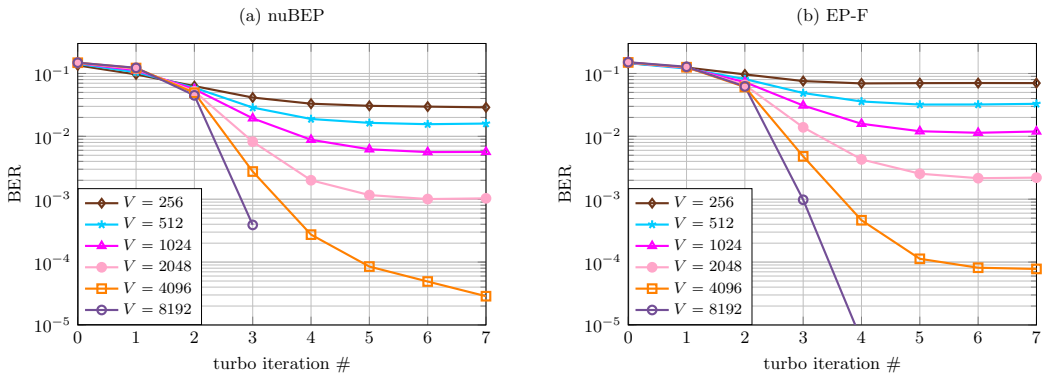 (a) nuBEP
BER
10^{-1}
10^{-2}
10^{-3}
10^{-4}
10^{-5}
V = 256
V = 512
V = 1024
V = 2048
V = 4096
V = 8192
0 1 2 3 4 5 6 7
turbo iteration #
(b) EP-F
BER
10^{-1}
10^{-2}
10^{-3}
10^{-4}
10^{-5}
V = 256
V = 512
V = 1024
V = 2048
V = 4096
V = 8192
0 1 2 3 4 5 6 7
turbo iteration #